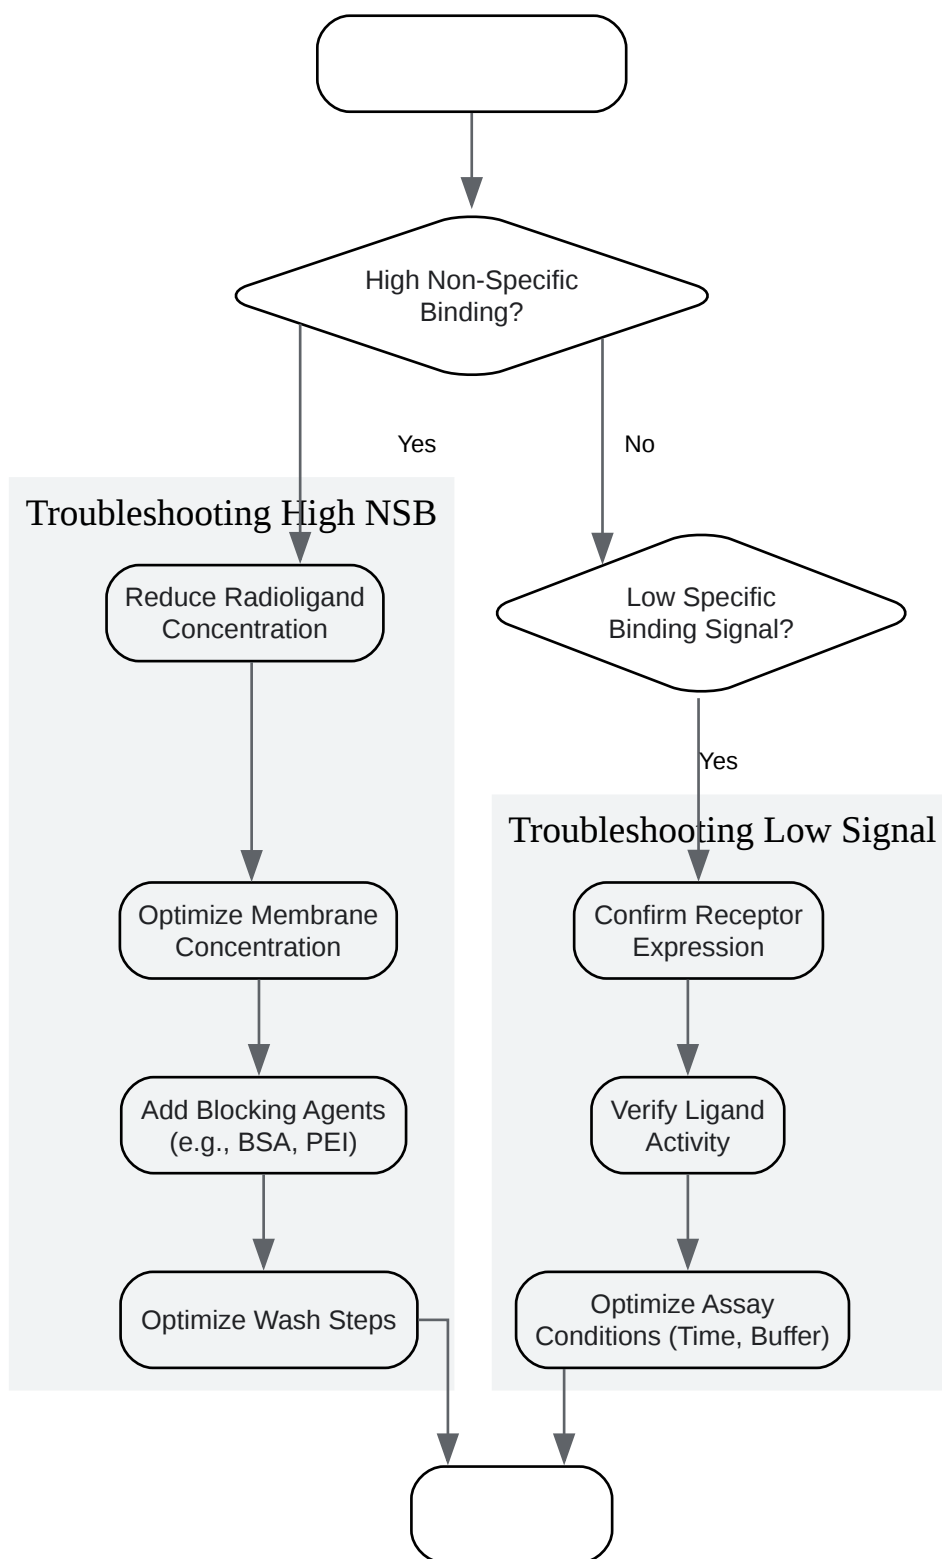 High Non-Specific
Binding?
Yes
No
Troubleshooting High NSB
Reduce Radioligand
Concentration
Low Specific
Binding Signal?
Yes
Troubleshooting Low Signal
Optimize Membrane
Concentration
Confirm Receptor
Expression
Add Blocking Agents
(e.g., BSA, PEI)
Verify Ligand
Activity
Optimize Wash Steps
Optimize Assay
Conditions (Time, Buffer)